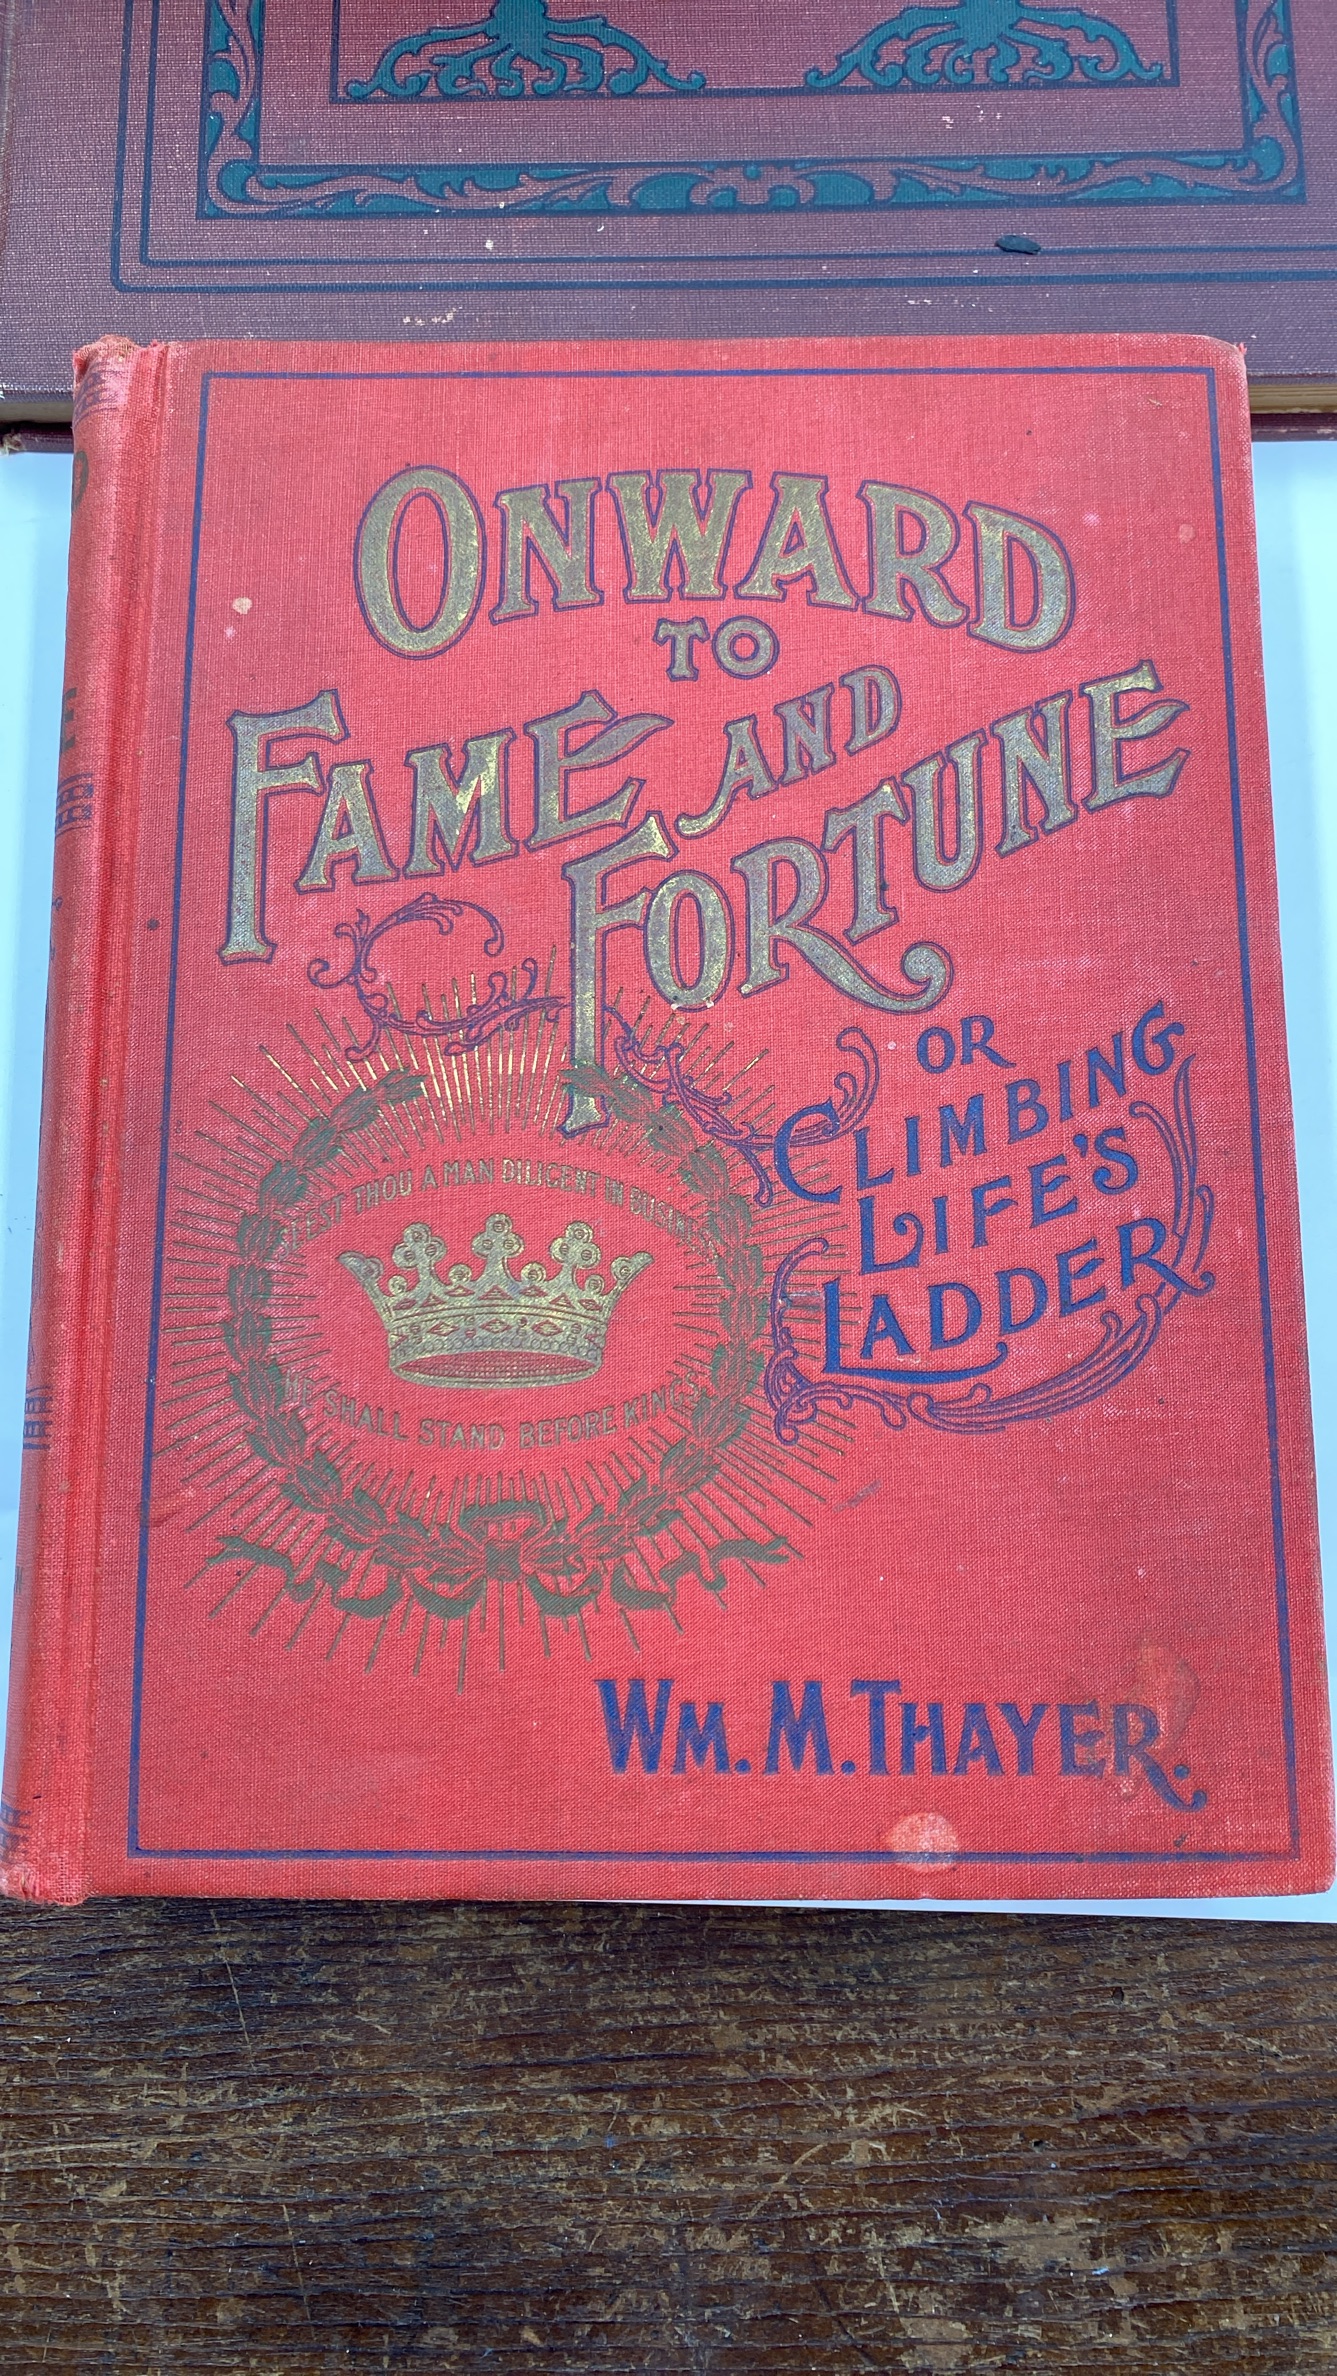 ONWARD
TO
FAME AND
FORTUNE
OR
CLIMBING
LIFE'S
LADDER
THOU A MAN DILIGENT IN
HE SHALL STAND BEFORE KINGS
WM. M. THAYER.